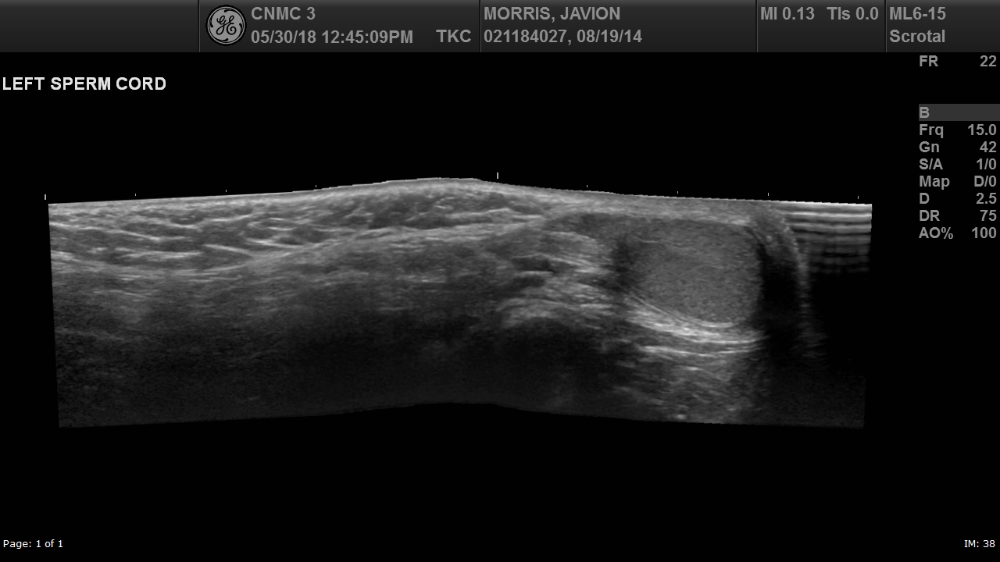 CNMC 3
05/30/18 12:45:09PM TKC
MORRIS, JAVION
021184027, 08/19/14
MI 0.13 TIs 0.0
ML6-15
Scrotal
LEFT SPERM CORD
FR 22
B
Frq 15.0
Gn 42
S/A 1/0
Map D/0
D 2.5
DR 75
AO% 100
Page: 1 of 1
IM: 38